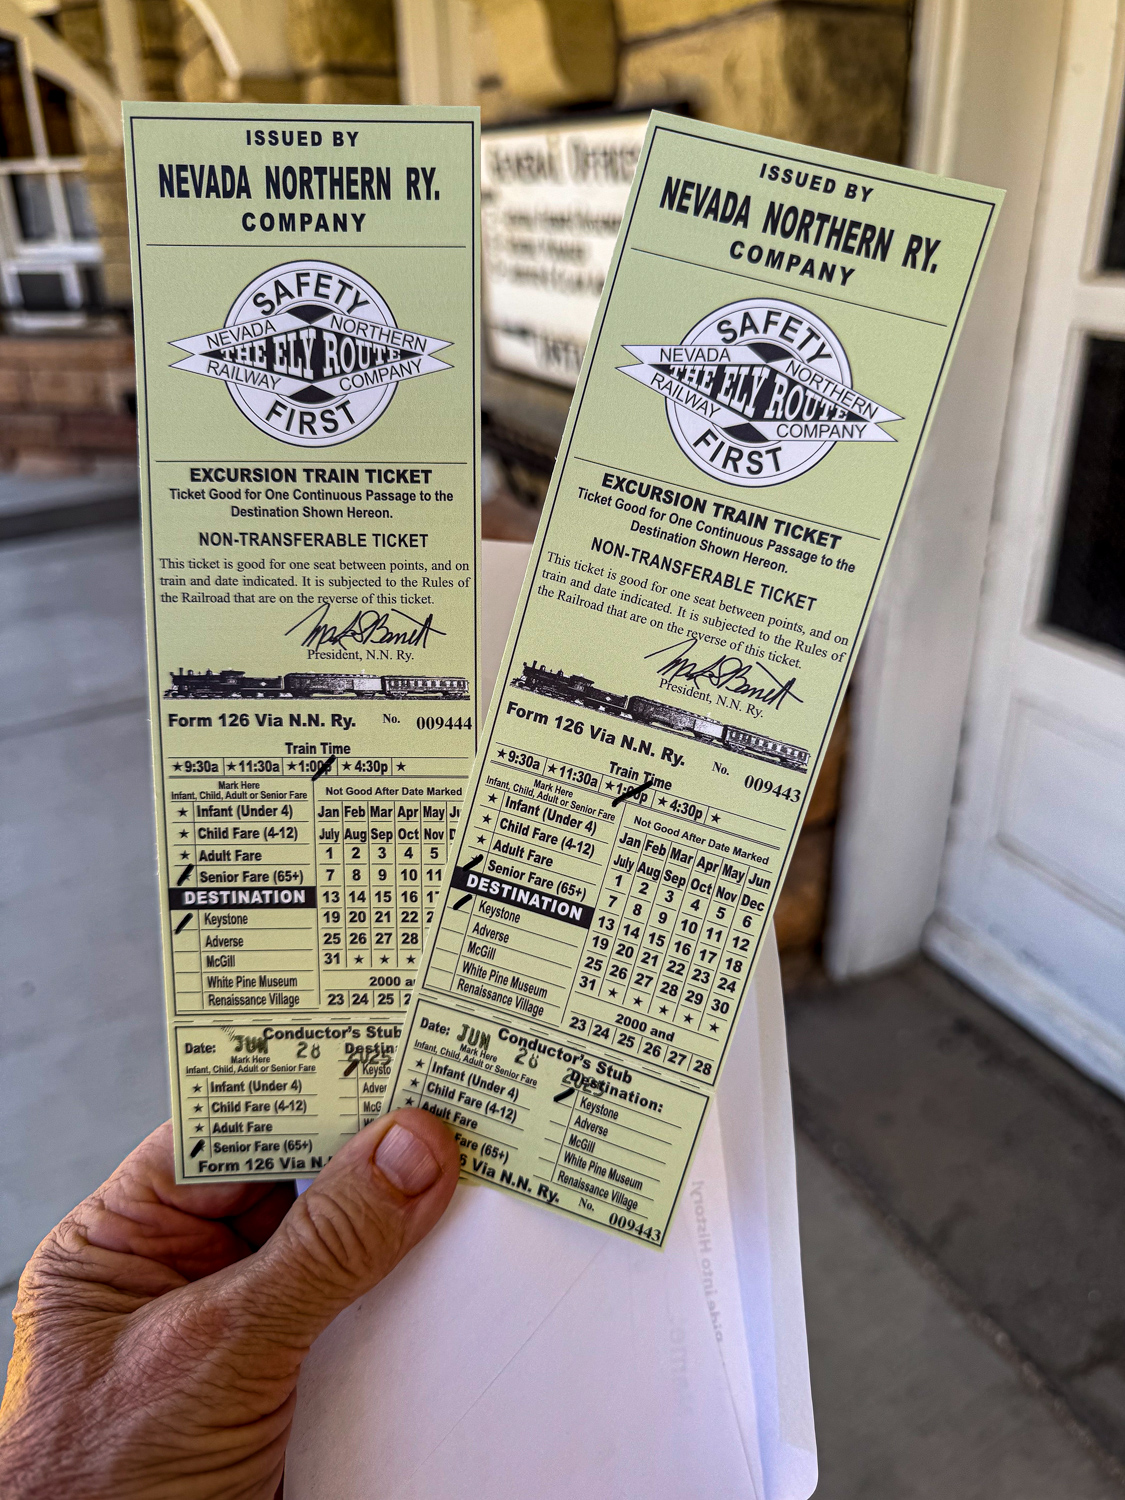 ISSUED BY
NEVADA NORTHERN RY.
COMPANY
SAFETY
NEVADA NORTHERN
THE ELY ROUTE
RAILWAY COMPANY
FIRST
EXCURSION TRAIN TICKET
Ticket Good for One Continuous Passage to the
Destination Shown Hereon.
NON-TRANSFERABLE TICKET
This ticket is good for one seat between points, and on
train and date indicated. It is subjected to the Rules of
the Railroad that are on the reverse of this ticket.
President, N.N. Ry.
Form 126 Via N.N. Ry. No. 009444
Train Time
★9:30a ★11:30a ★1:00p ★4:30p ★
Mark Here
Infant, Child, Adult or Senior Fare
Not Good After Date Marked
★ Infant (Under 4)
★ Child Fare (4-12)
★ Adult Fare
Senior Fare (65+)
DESTINATION
Keystone
Adverse
McGill
White Pine Museum
Renaissance Village
Jan Feb Mar Apr May
July Aug Sep Oct Nov
1 2 3 4 5
7 8 9 10 11
13 14 15 16
19 20 21 22
25 26 27 28
31 ★ ★ ★
2000
23 24 25
Conductor's Stub
Date: JUN 28 2025
Mark Here
Infant, Child, Adult or Senior Fare
★ Infant (Under 4)
★ Child Fare (4-12)
★ Adult Fare
Senior Fare (65+)
Form 126 Via N.
ISSUED BY
NEVADA NORTHERN RY.
COMPANY
SAFETY
NEVADA NORTHERN
THE ELY ROUTE
RAILWAY COMPANY
FIRST
EXCURSION TRAIN TICKET
Ticket Good for One Continuous Passage to the
Destination Shown Hereon.
NON-TRANSFERABLE TICKET
This ticket is good for one seat between points, and on
train and date indicated. It is subjected to the Rules of
the Railroad that are on the reverse of this ticket.
President, N.N. Ry.
Form 126 Via N.N. Ry. No. 009443
Train Time
★9:30a ★11:30a ★1:00p ★4:30p ★
Mark Here
Infant, Child, Adult or Senior Fare
Not Good After Date Marked
★ Infant (Under 4)
★ Child Fare (4-12)
★ Adult Fare
Senior Fare (65+)
DESTINATION
Keystone
Adverse
McGill
White Pine Museum
Renaissance Village
Jan Feb Mar Apr May Jun
July Aug Sep Oct Nov Dec
1 2 3 4 5 6
7 8 9 10 11 12
13 14 15 16 17 18
19 20 21 22 23 24
25 26 27 28 29 30
31 ★ ★ ★ ★ ★
2000 and
23 24 25 26 27 28
Conductor's Stub
Date: JUN 28 2025
Mark Here
Infant, Child, Adult or Senior Fare
★ Infant (Under 4)
★ Child Fare (4-12)
★ Adult Fare
Fare (65+)
Destination:
Keystone
Adverse
McGill
White Pine Museum
Renaissance Village
6 Via N.N. Ry. No. 009443